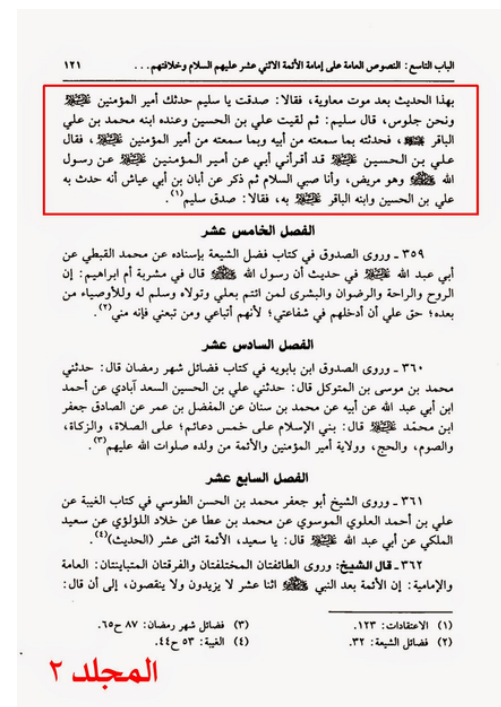 الباب التاسع: النصوص العامة على إمامة الأئمة الاثني عشر عليهم السلام وخلافتهم... ١٢١
بهذا الحديث بعد موت معاوية، فقالا: صدقت يا سليم حدثك أمير المؤمنين عليه السلام
ونحن جلوس، قال سليم: ثم لقيت علي بن الحسين وعنده ابنه محمد بن علي
الباقر عليه السلام، فحدثته بما سمعته من أبيه وبما سمعته من أمير المؤمنين عليه السلام، فقال
علي بن الحسين عليه السلام قد أقرأني أبي عن أمير المؤمنين عليه السلام عن رسول
الله وهو مريض، وأنا صبي السلام ثم ذكر عن أبان بن أبي عياش أنه حدث به
علي بن الحسين وابنه الباقر عليه السلام به، فقالا: صدق سليم(١).
الفصل الخامس عشر
٣٥٩ ـ وروى الصدوق في كتاب فضل الشيعة بإسناده عن محمد القبطي عن
أبي عبد الله عليه السلام في حديث أن رسول الله قال في مشربة أم ابراهيم: إن
الروح والراحة والرضوان والبشرى لمن ائتم بعلي وتولاه وسلم له وللأوصياء من
بعده؛ حق علي أن أدخلهم في شفاعتي؛ لأنهم أتباعي ومن تبعني فإنه مني(٢).
الفصل السادس عشر
٣٦٠ ـ وروى الصدوق ابن بابويه في كتاب فضائل شهر رمضان قال: حدثني
محمد بن موسى بن المتوكل قال: حدثني علي بن الحسين السعد آبادي عن أحمد
ابن أبي عبد الله عن أبيه عن محمد بن سنان عن المفضل بن عمر عن الصادق جعفر
ابن محمّد عليه السلام قال: بني الإسلام على خمس دعائم؛ على الصلاة، والزكاة،
والصوم، والحج، وولاية أمير المؤمنين والأئمة من ولده صلوات الله عليهم(٣).
الفصل السابع عشر
٣٦١ ـ وروى الشيخ أبو جعفر محمد بن الحسن الطوسي في كتاب الغيبة عن
علي بن أحمد العلوي الموسوي عن محمد بن عطا عن خلاد اللؤلؤي عن سعيد
الملكي عن أبي عبد الله عليه السلام قال: يا سعيد، الأئمة اثنى عشر (الحديث)(٤).
٣٦٢ ـ قال الشيخ: وروى الطائفتان المختلفتان والفرقتان المتباينتان: العامة
والإمامية: إن الأئمة بعد النبي اثنا عشر لا يزيدون ولا ينقصون، إلى أن قال:
(١) الاعتقادات: ١٢٣.
(٢) فضائل الشيعة: ٣٢.
(٣) فضائل شهر رمضان: ٨٧ ح٦٥.
(٤) الغيبة: ٥٣ ح٤٤.
المجلد ٢